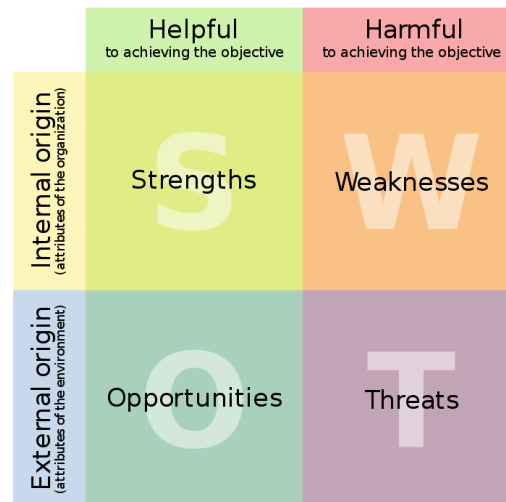 Helpful
to achieving the objective
Harmful
to achieving the objective
Internal origin
(attributes of the organization)
S
Strengths
W
Weaknesses
External origin
(attributes of the environment)
O
Opportunities
T
Threats